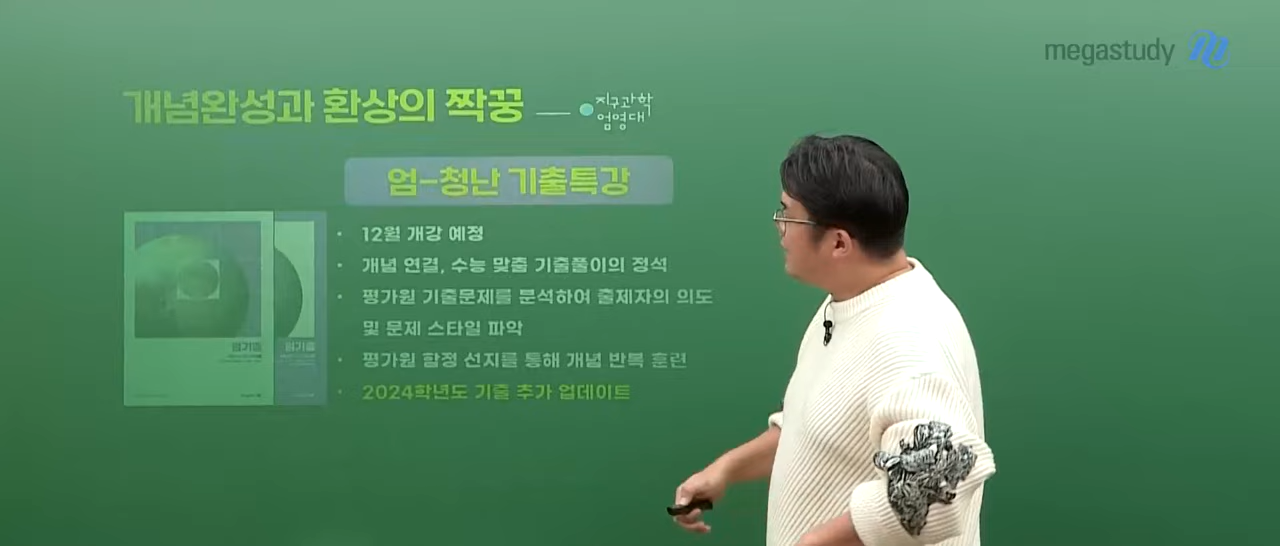 megastudy
개념완성과 환상의 짝꿍
지구과학
엄영대
엄-청난 기출특강
• 12월 개강 예정
• 개념 연결, 수능 맞춤 기출풀이의 정석
• 평가원 기출문제를 분석하여 출제자의 의도
및 문제 스타일 파악
• 평가원 함정 선지를 통해 개념 반복 훈련
• 2024학년도 기출 추가 업데이트
엄기출
엄기출